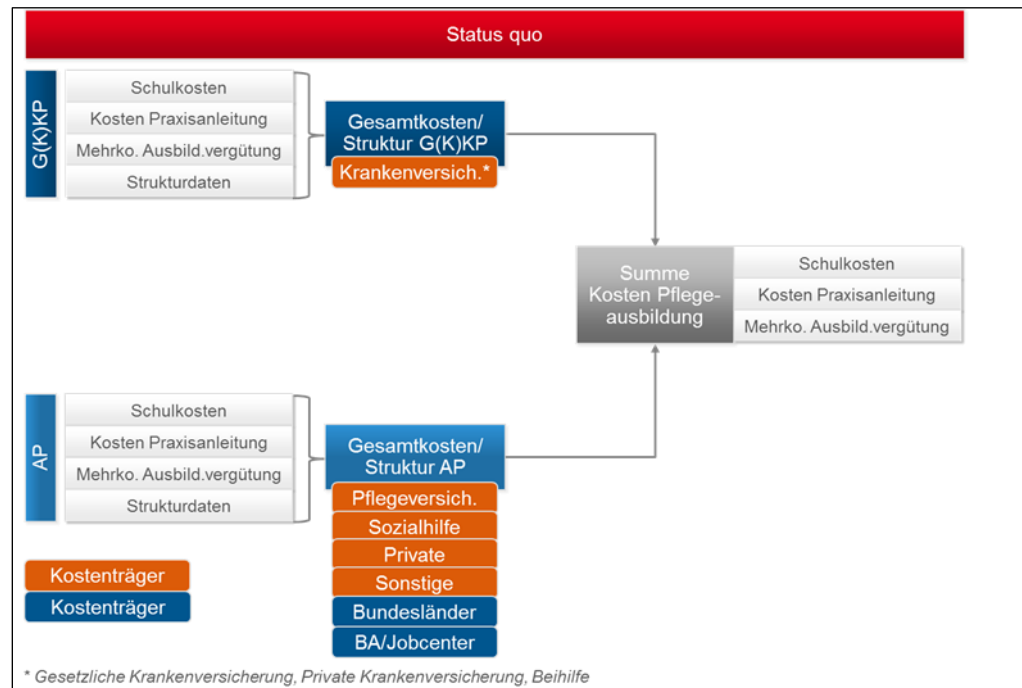 Status quo
G(K)KP
Schulkosten
Kosten Praxisanleitung
Mehrko. Ausbild.vergütung
Strukturdaten
Gesamtkosten/
Struktur G(K)KP
Krankenversich.*
Summe
Kosten Pflege-
ausbildung
Schulkosten
Kosten Praxisanleitung
Mehrko. Ausbild.vergütung
AP
Schulkosten
Kosten Praxisanleitung
Mehrko. Ausbild.vergütung
Strukturdaten
Gesamtkosten/
Struktur AP
Pflegeversich.
Sozialhilfe
Private
Sonstige
Bundesländer
BA/Jobcenter
Kostenträger
Kostenträger
* Gesetzliche Krankenversicherung, Private Krankenversicherung, Beihilfe